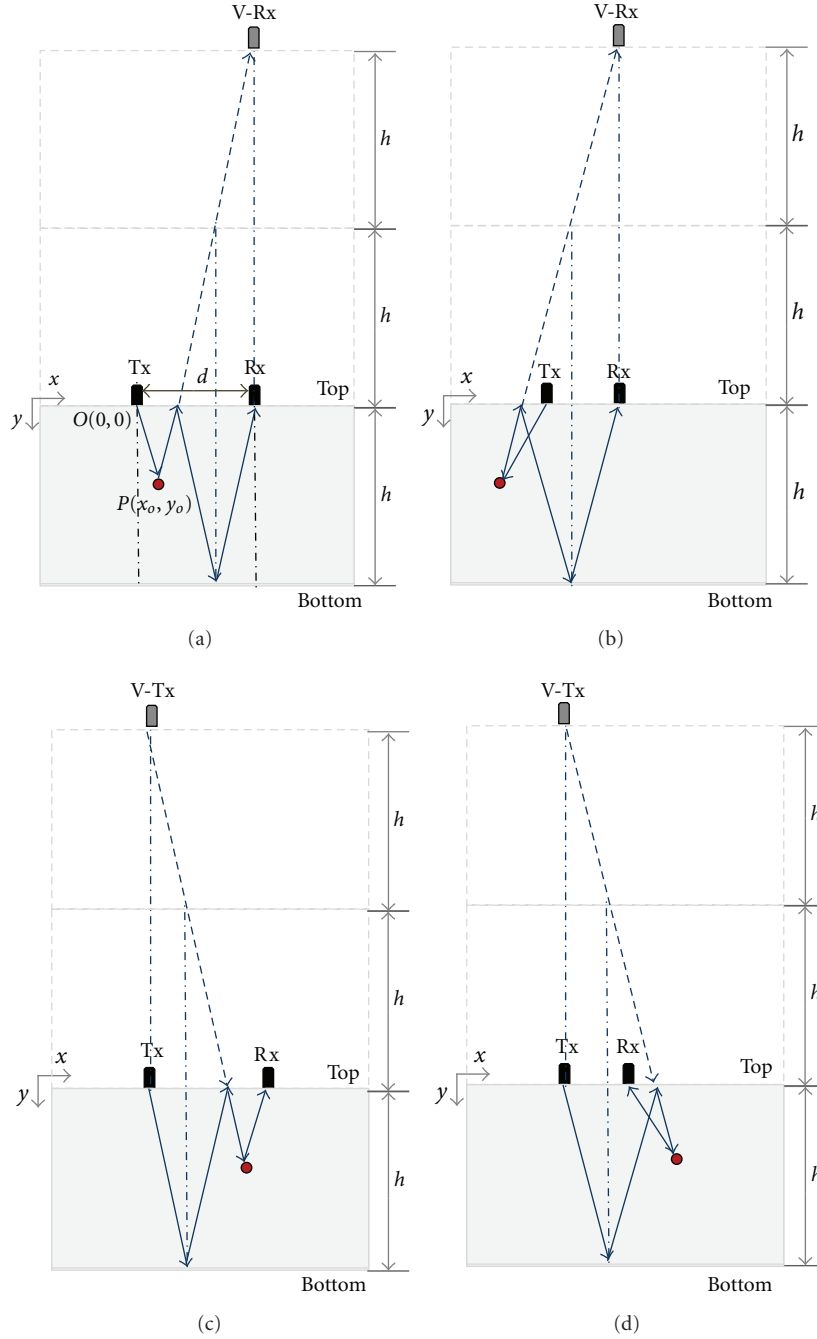 V-Rx
h
h
Tx
d
Rx
Top
x
y
O(0, 0)
P(x_o, y_o)
h
Bottom
(a)
V-Rx
h
h
Tx
Rx
Top
x
y
h
Bottom
(b)
V-Tx
h
h
Tx
Rx
Top
x
y
h
Bottom
(c)
V-Tx
h
h
Tx
Rx
Top
x
y
h
Bottom
(d)